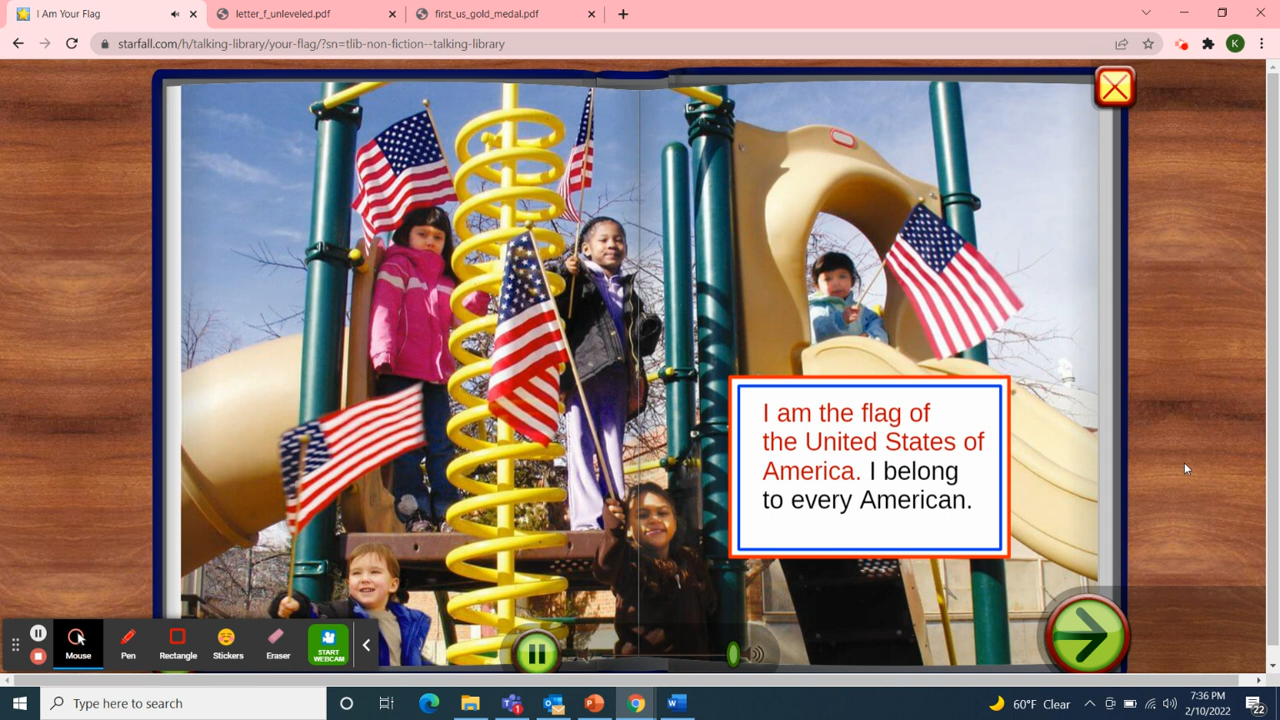 I Am Your Flag
letter_f_unleveled.pdf
first_us_gold_medal.pdf
starfall.com/h/talking-library/your-flag/?sn=tlib-non-fiction--talking-library
K
I am the flag of
the United States of
America. I belong
to every American.
Mouse
Pen
Rectangle
Stickers
Eraser
START
WEBCAM
Type here to search
60°F Clear
7:36 PM
2/10/2022
22